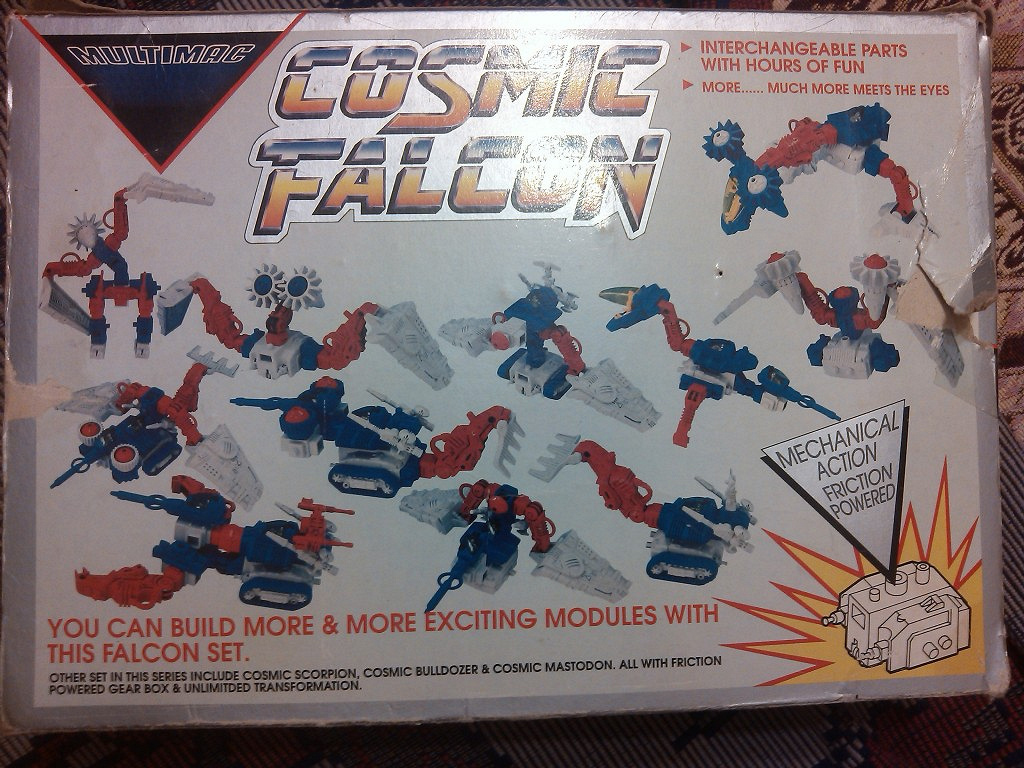 MULTIMAC
COSMIC
FALCON
INTERCHANGEABLE PARTS
WITH HOURS OF FUN
MORE...... MUCH MORE MEETS THE EYES
MECHANICAL
ACTION
FRICTION
POWERED
YOU CAN BUILD MORE & MORE EXCITING MODULES WITH
THIS FALCON SET.
OTHER SET IN THIS SERIES INCLUDE COSMIC SCORPION, COSMIC BULLDOZER & COSMIC MASTODON. ALL WITH FRICTION
POWERED GEAR BOX & UNLIMITDED TRANSFORMATION.